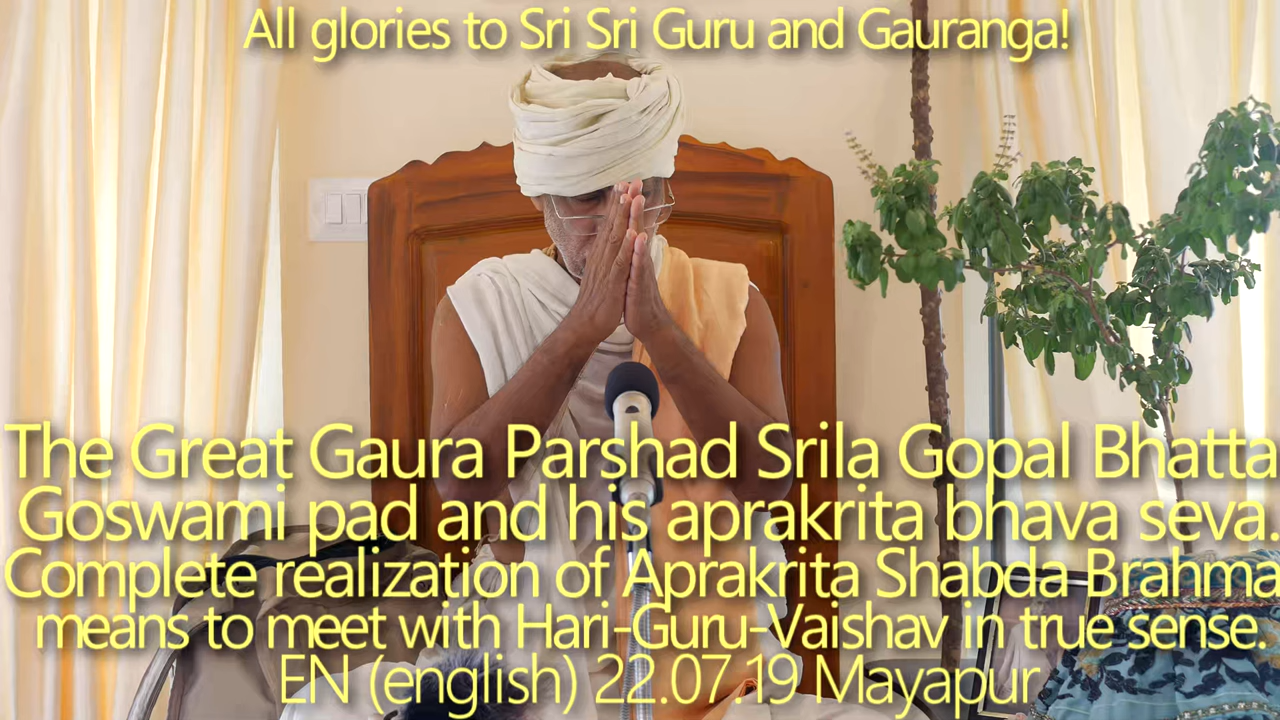 All glories to Sri Sri Guru and Gauranga!
The Great Gaura Parshad Srila Gopal Bhatta
Goswami pad and his aprakrita bhava seva.
Complete realization of Aprakrita Shabda Brahma
means to meet with Hari-Guru-Vaishav in true sense.
EN (english) 22.07.19 Mayapur